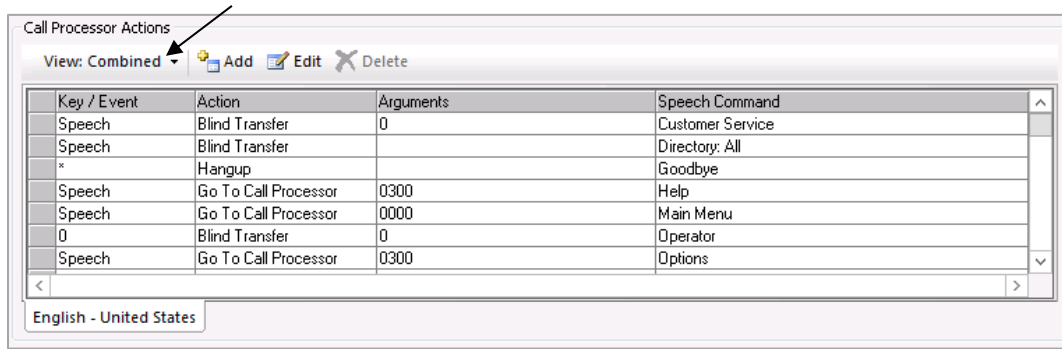 Call Processor Actions
View: Combined Add Edit Delete
Key / Event Action Arguments Speech Command
Speech Blind Transfer 0 Customer Service
Speech Blind Transfer Directory: All
* Hangup Goodbye
Speech Go To Call Processor 0300 Help
Speech Go To Call Processor 0000 Main Menu
0 Blind Transfer 0 Operator
Speech Go To Call Processor 0300 Options
English - United States